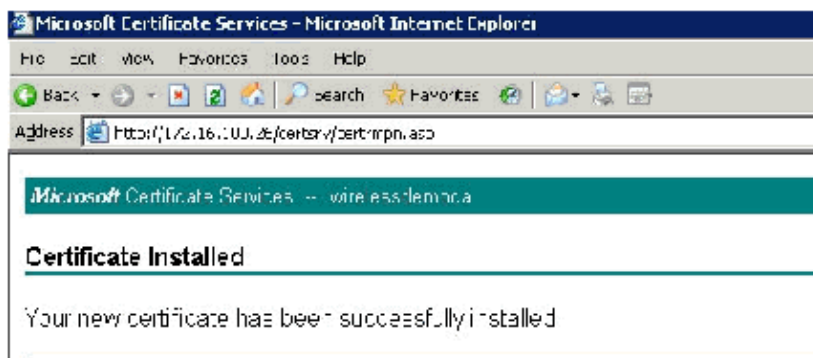 Microsoft Certificate Services - Microsoft Internet Explorer
File Edit View Favorites Tools Help
Back Search Favorites
Address
Microsoft Certificate Services -- wirelessdemoca
Certificate Installed
Your new certificate has been successfully installed